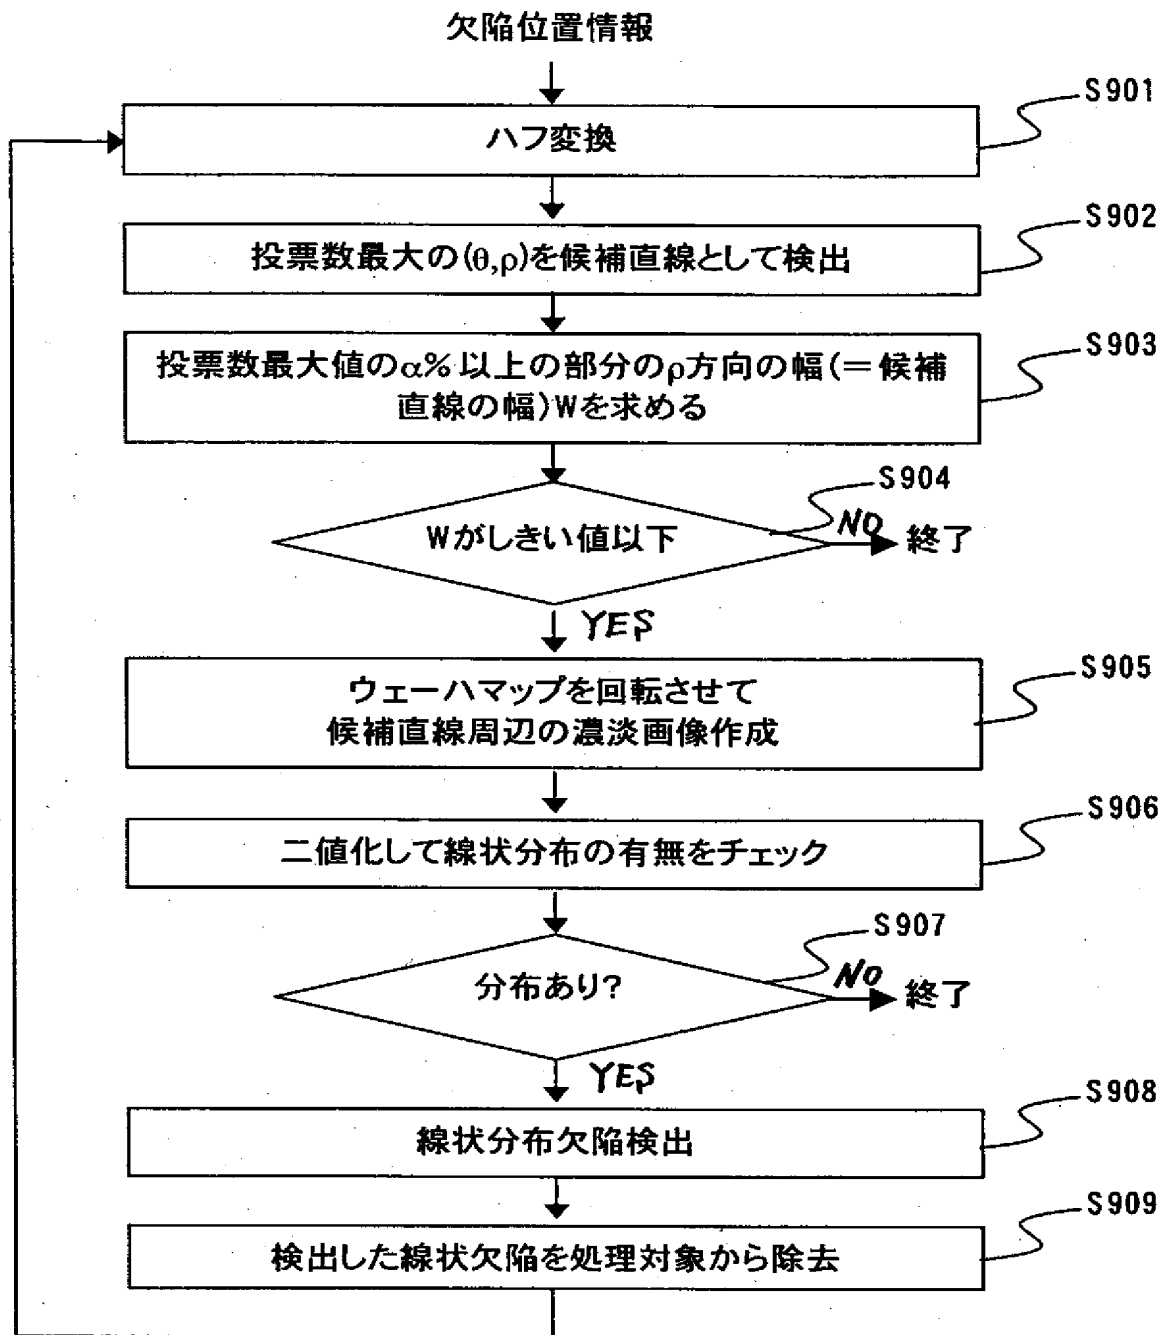 欠陥位置情報
S901
ハフ変換
S902
投票数最大の(θ,ρ)を候補直線として検出
S903
投票数最大値のα%以上の部分のρ方向の幅(=候補
直線の幅)Wを求める
S904
Wがしきい値以下
NO
終了
YES
S905
ウェーハマップを回転させて
候補直線周辺の濃淡画像作成
S906
二値化して線状分布の有無をチェック
S907
分布あり?
NO
終了
YES
S908
線状分布欠陥検出
S909
検出した線状欠陥を処理対象から除去